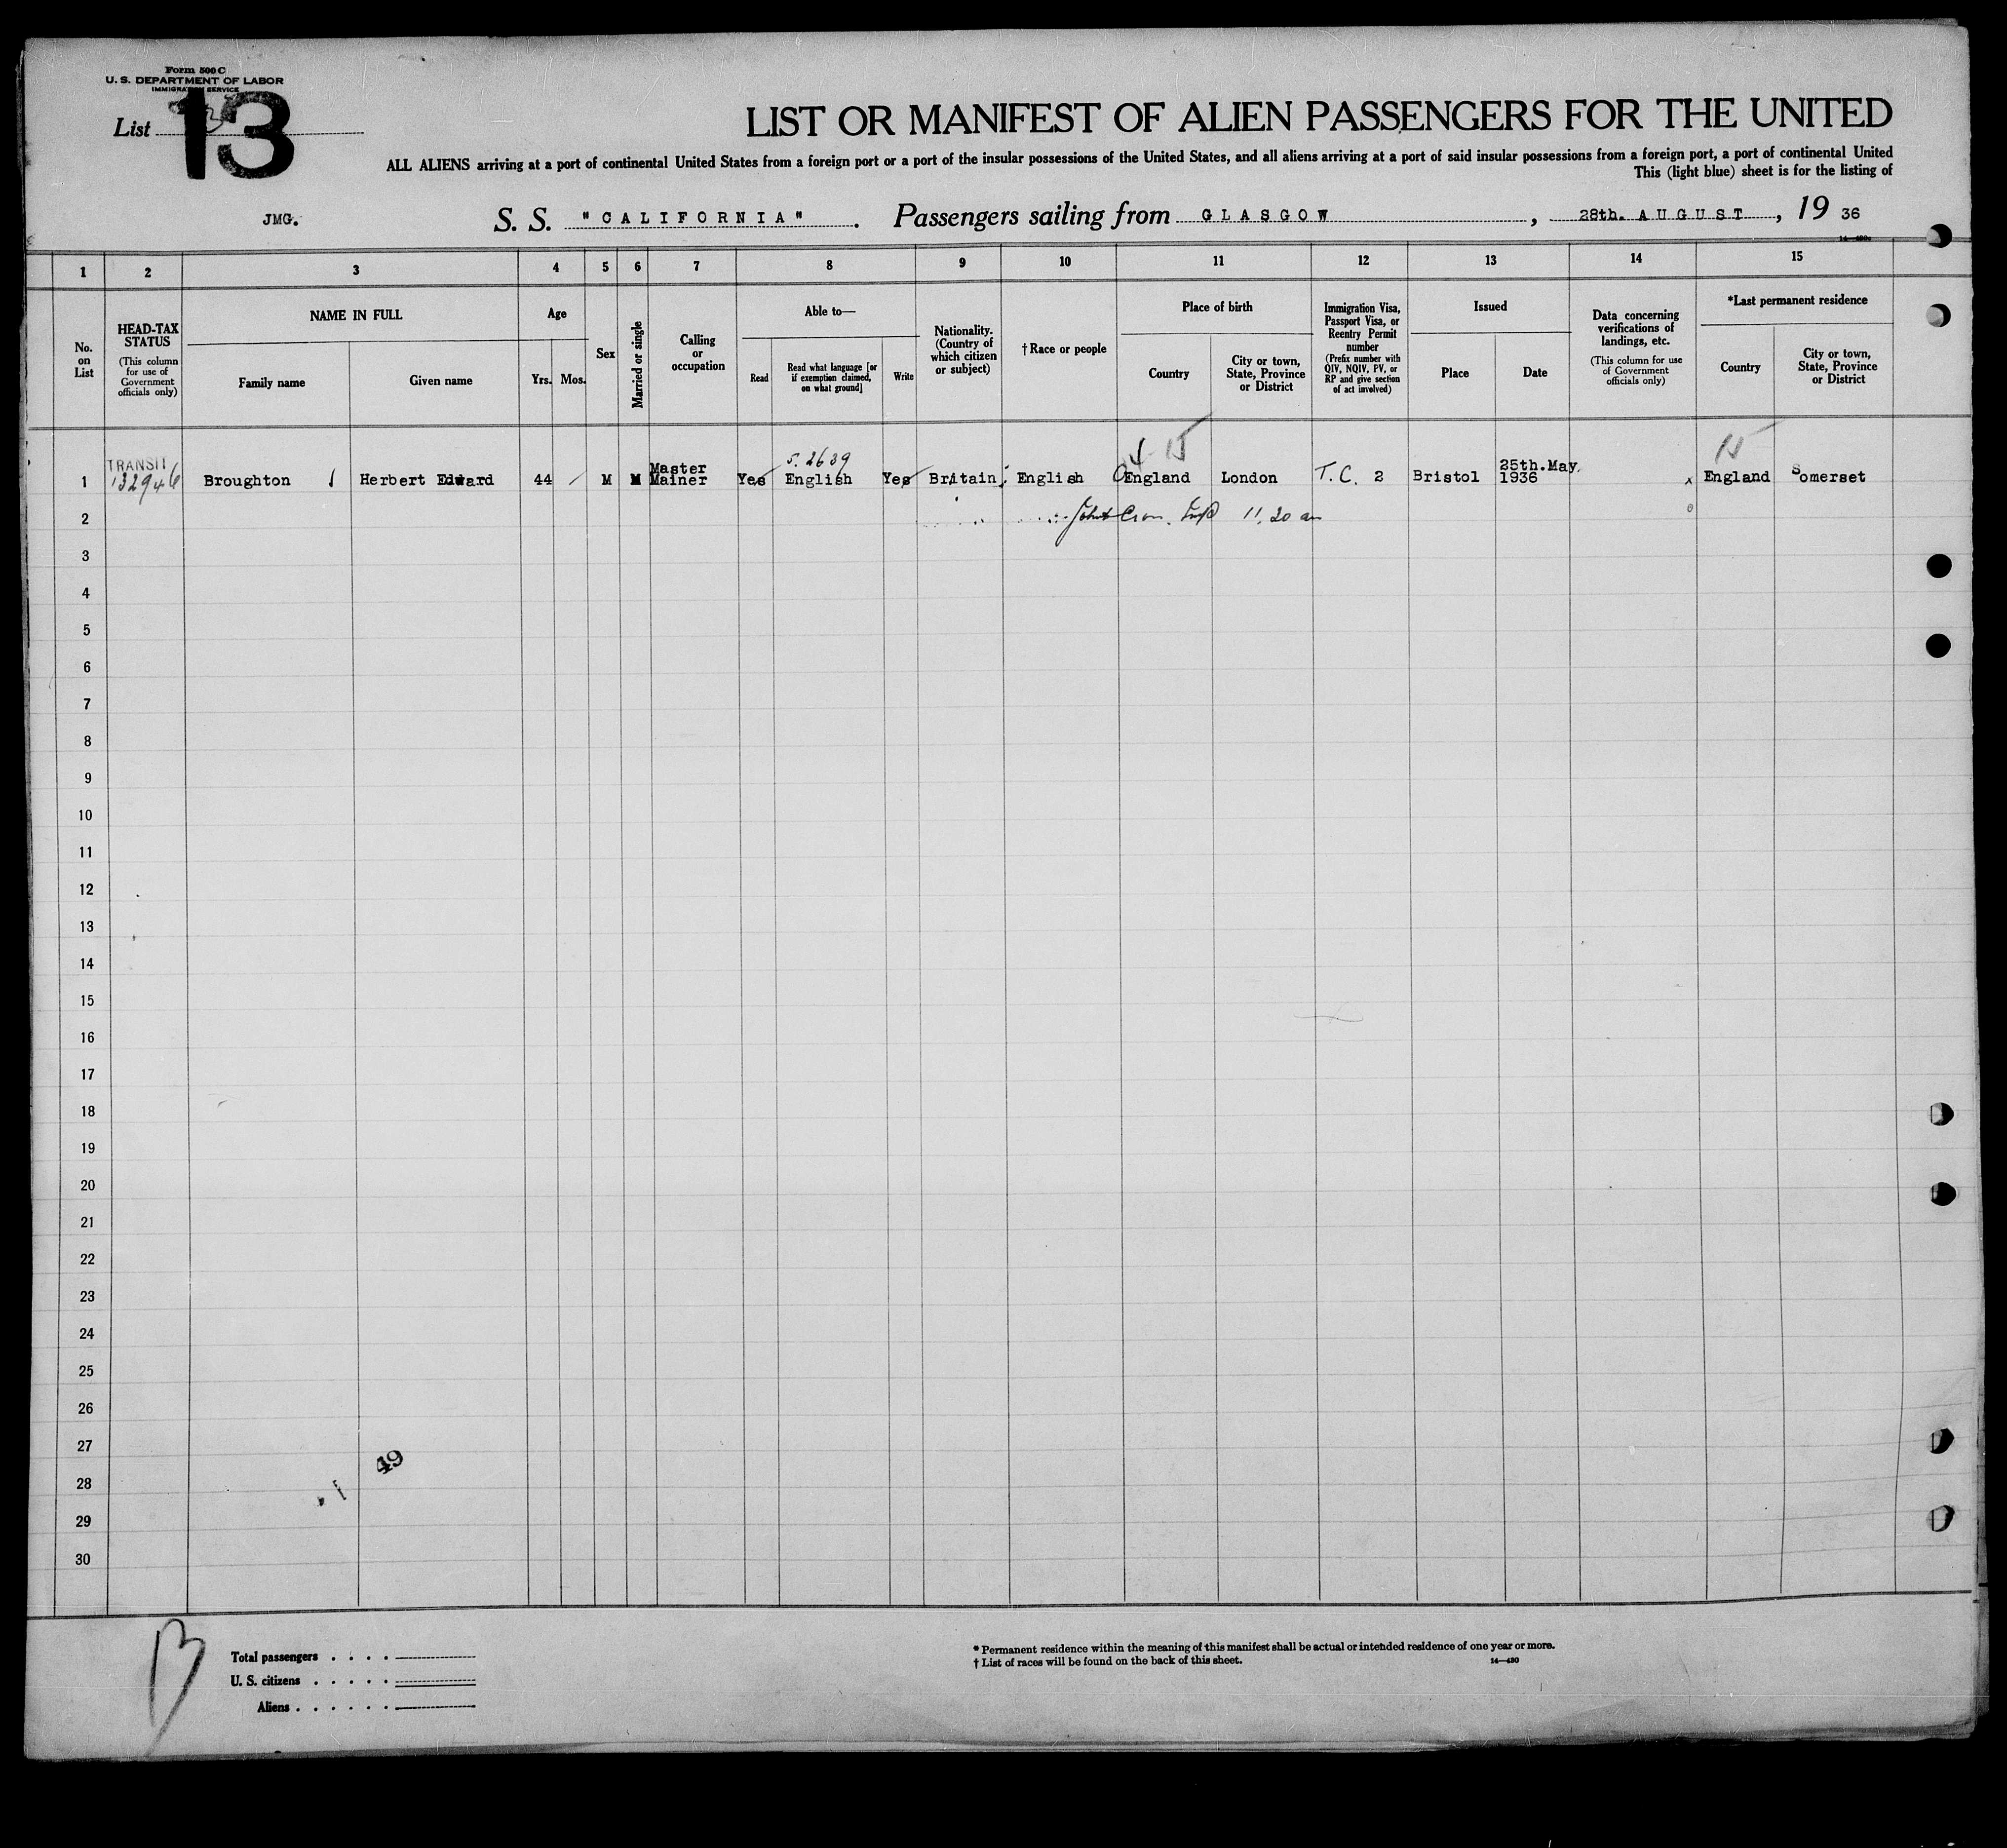 Form 500 C
U. S. DEPARTMENT OF LABOR
IMMIGRATION SERVICE
List 13
LIST OR MANIFEST OF ALIEN PASSENGERS FOR THE UNITED
ALL ALIENS arriving at a port of continental United States from a foreign port or a port of the insular possessions of the United States, and all aliens arriving at a port of said insular possessions from a foreign port, a port of continental United
This (light blue) sheet is for the listing of
JMG. S. S. "CALIFORNIA". Passengers sailing from GLASGOW, 28th. AUGUST, 19 36
1 2 3 4 5 6 7 8 9 10 11 12 13 14 15
No. on List
HEAD-TAX STATUS
(This column for use of Government officials only)
NAME IN FULL
Family name
Given name
Age
Yrs. Mos.
Sex
Married or single
Calling or occupation
Able to—
Read
Read what language [or if exemption claimed, on what ground]
Write
Nationality. (Country of which citizen or subject)
†Race or people
Place of birth
Country
City or town, State, Province or District
Immigration Visa, Passport Visa, or Reentry Permit number
(Prefix number with QIV, NQIV, PV, or RP and give section of act involved)
Issued
Place
Date
Data concerning verifications of landings, etc.
(This column for use of Government officials only)
*Last permanent residence
Country
City or town, State, Province or District
TRANSIT
5.2639
15
15
1 132946 Broughton Herbert Edward 44 M M Master Mainer Yes English Yes Britain English England London T.C. 2 Bristol 25th.May. 1936 x England Somerset
2 11.20 am
3
4
5
6
7
8
9
10
11
12
13
14
15
16
17
18
19
20
21
22
23
24
25
26
27
49
28
29
30
13
Total passengers
U. S. citizens
Aliens
* Permanent residence within the meaning of this manifest shall be actual or intended residence of one year or more.
† List of races will be found on the back of this sheet.
14—430